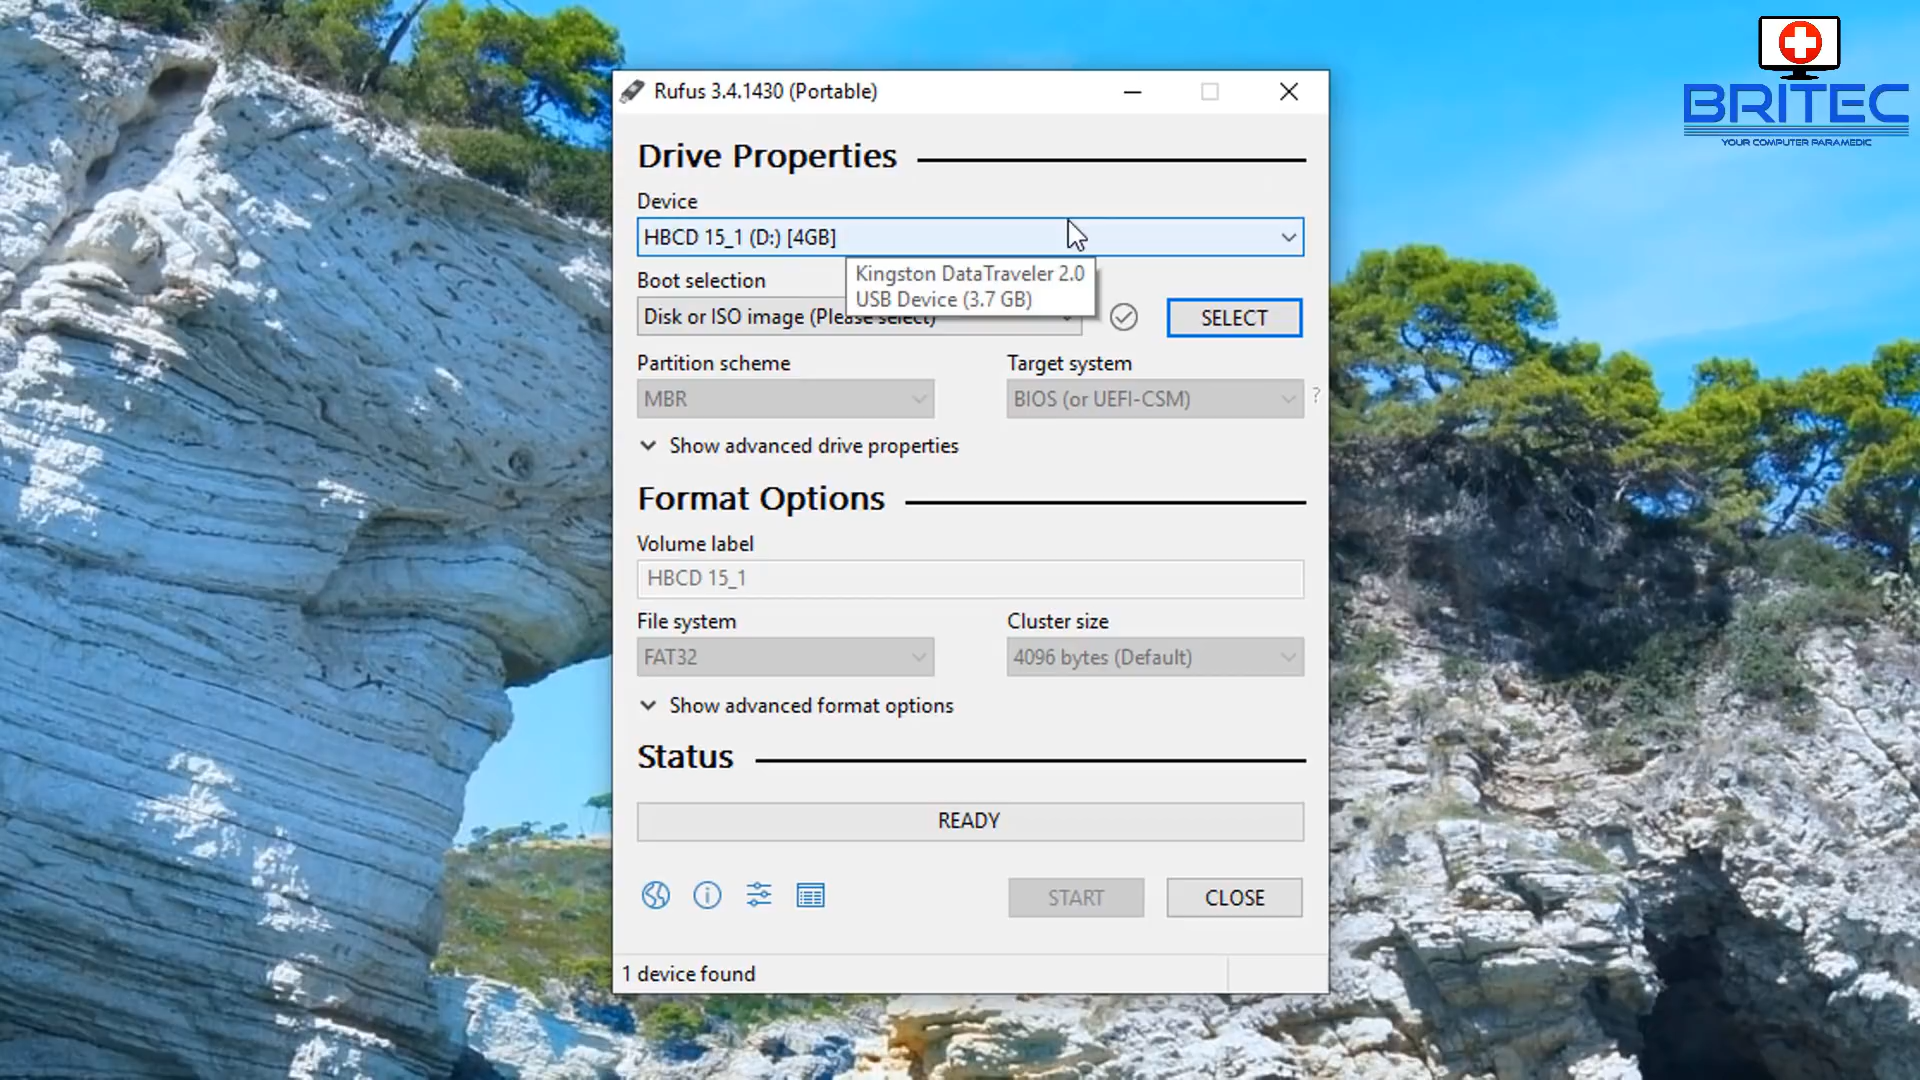 BRITEC
YOUR COMPUTER PARAMEDIC
Rufus 3.4.1430 (Portable)
Drive Properties
Device
HBCD 15_1 (D:) [4GB]
Kingston DataTraveler 2.0
USB Device (3.7 GB)
Boot selection
Disk or ISO image (Please select)
SELECT
Partition scheme
Target system
MBR
BIOS (or UEFI-CSM)
?
Show advanced drive properties
Format Options
Volume label
HBCD 15_1
File system
Cluster size
FAT32
4096 bytes (Default)
Show advanced format options
Status
READY
START
CLOSE
1 device found